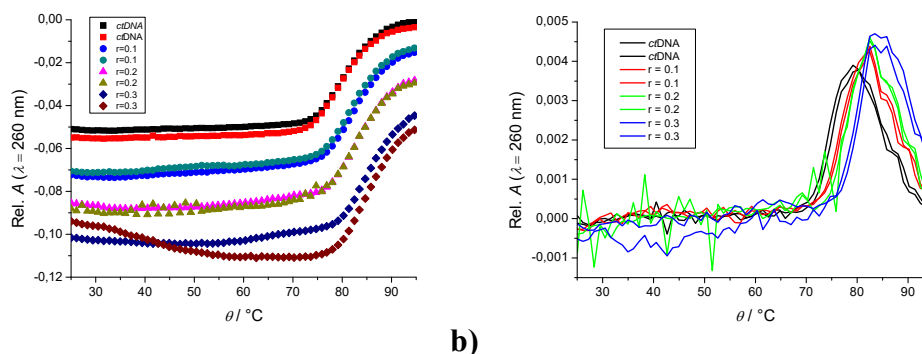 0,00
-0,02
-0,04
-0,06
-0,08
-0,10
-0,12
Rel. A (λ = 260 nm)
ctDNA
ctDNA
r=0.1
r=0.1
r=0.2
r=0.2
r=0.3
r=0.3
30 40 50 60 70 80 90
θ / °C
b)
0,005
0,004
0,003
0,002
0,001
0,000
-0,001
Rel. A (λ = 260 nm)
ctDNA
ctDNA
r = 0.1
r = 0.1
r = 0.2
r = 0.2
r = 0.3
r = 0.3
30 40 50 60 70 80 90
θ / °C